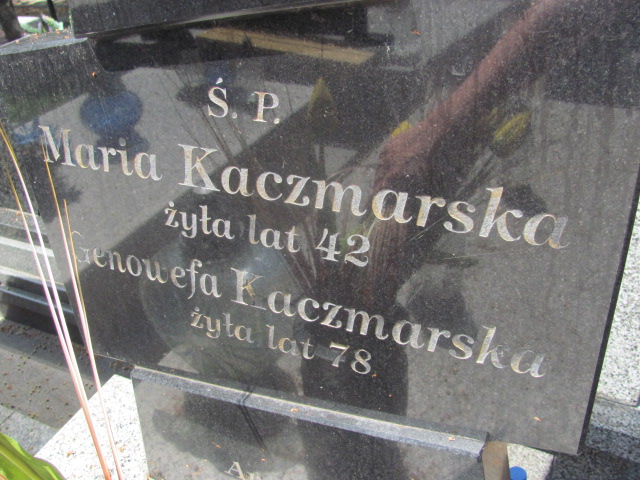 Ś. P.
Maria Kaczmarska
żyła lat 42
Genowefa Kaczmarska
żyła lat 78